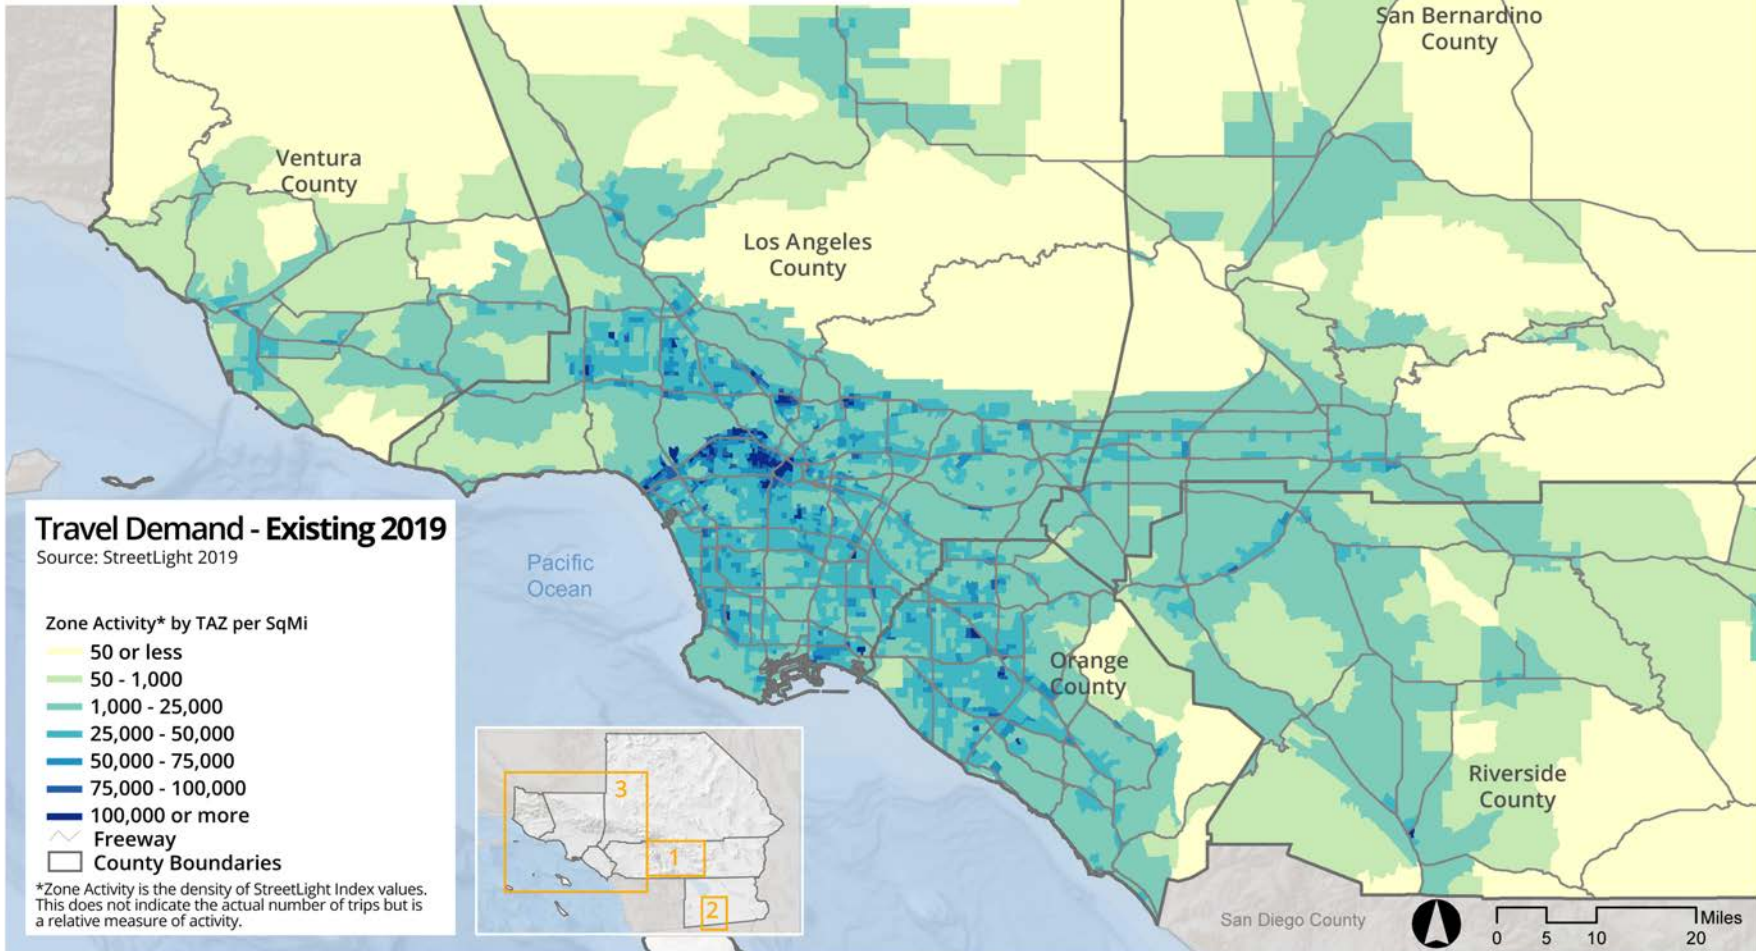 San Bernardino
County
Ventura
County
Los Angeles
County
Travel Demand - Existing 2019
Source: StreetLight 2019
Pacific
Ocean
Zone Activity* by TAZ per SqMi
50 or less
50 - 1,000
1,000 - 25,000
25,000 - 50,000
50,000 - 75,000
75,000 - 100,000
100,000 or more
Freeway
County Boundaries
*Zone Activity is the density of StreetLight Index values.
This does not indicate the actual number of trips but is
a relative measure of activity.
3
1
2
Orange
County
Riverside
County
San Diego County
Miles
0 5 10 20